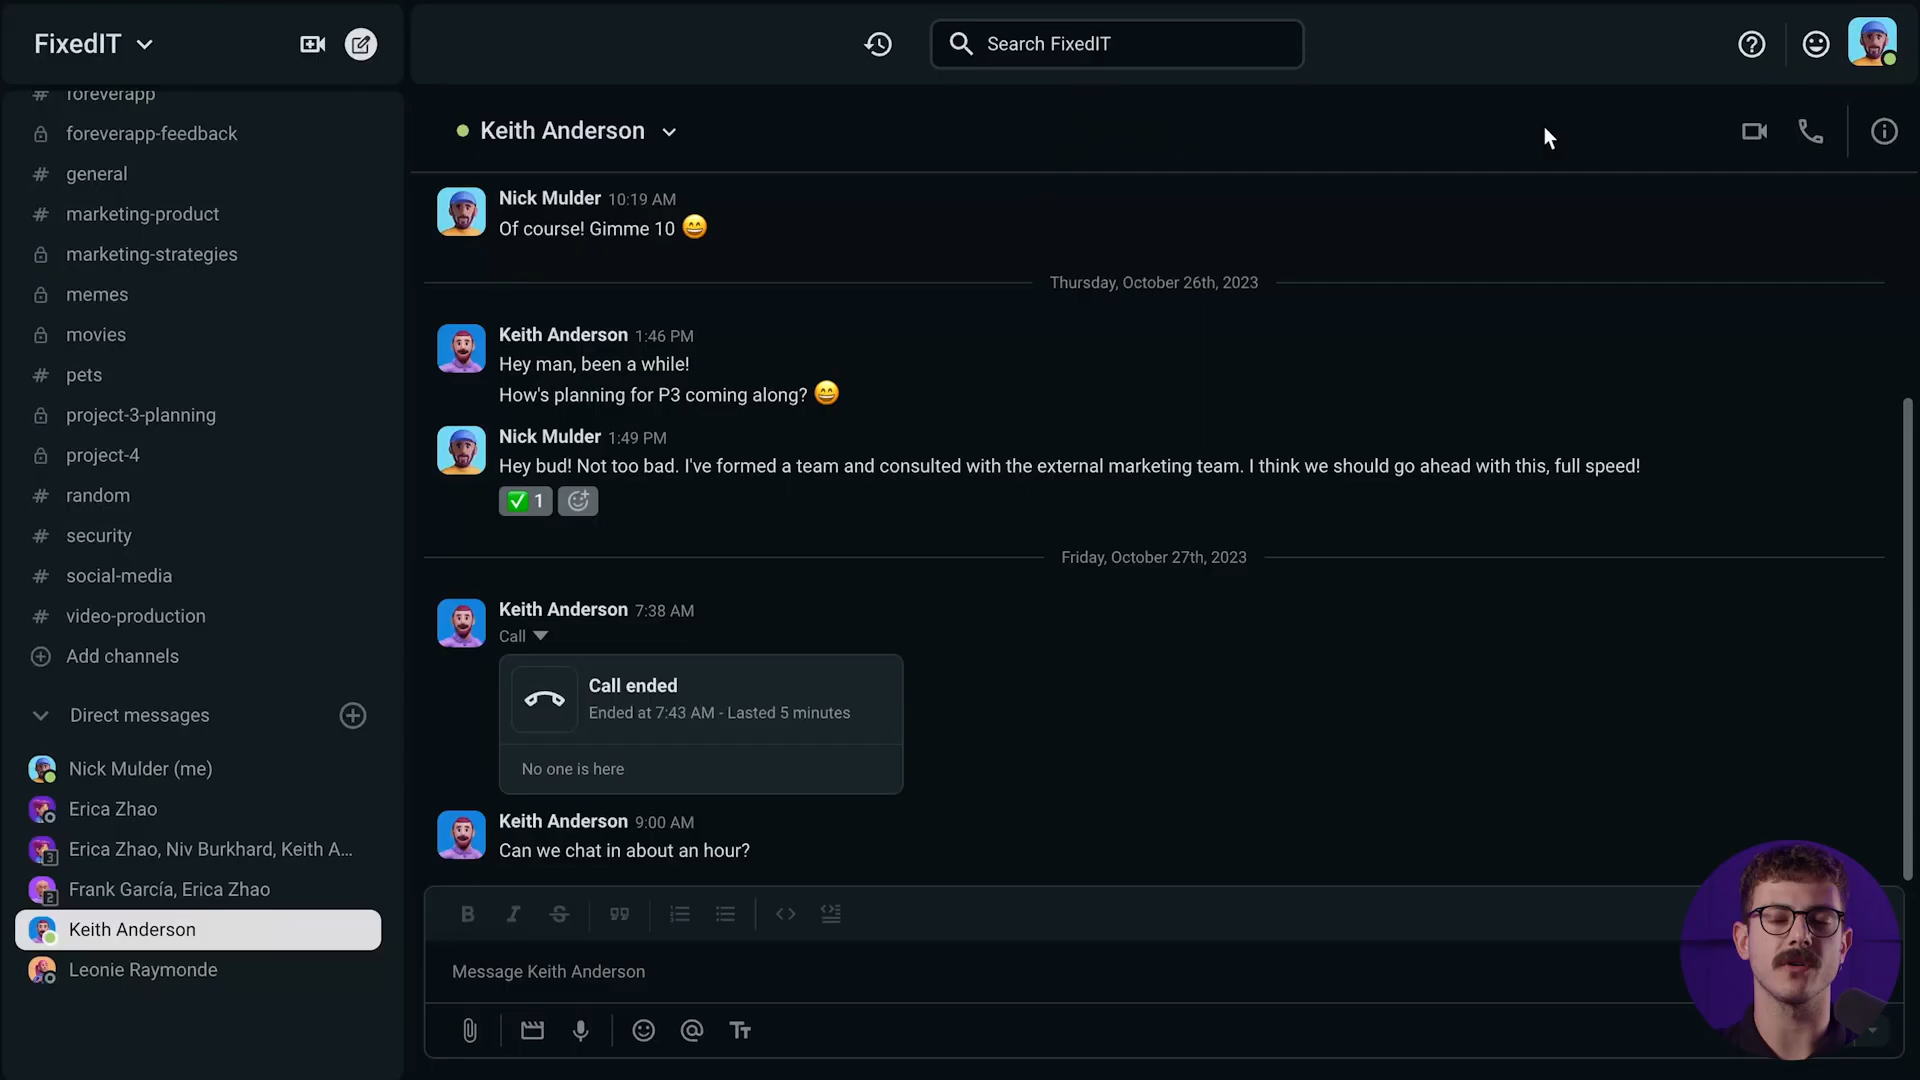 FixedIT
Search FixedIT
foreverapp
foreverapp-feedback
general
marketing-product
marketing-strategies
memes
movies
pets
project-3-planning
project-4
random
security
social-media
video-production
Add channels
Direct messages
Nick Mulder (me)
Erica Zhao
3
Erica Zhao, Niv Burkhard, Keith A...
2
Frank García, Erica Zhao
Keith Anderson
Leonie Raymonde
Keith Anderson
Nick Mulder 10:19 AM
Of course! Gimme 10 😄
Thursday, October 26th, 2023
Keith Anderson 1:46 PM
Hey man, been a while!
How's planning for P3 coming along? 😄
Nick Mulder 1:49 PM
Hey bud! Not too bad. I've formed a team and consulted with the external marketing team. I think we should go ahead with this, full speed!
✅ 1
Friday, October 27th, 2023
Keith Anderson 7:38 AM
Call
Call ended
Ended at 7:43 AM - Lasted 5 minutes
No one is here
Keith Anderson 9:00 AM
Can we chat in about an hour?
B I S
Message Keith Anderson
@ Tt